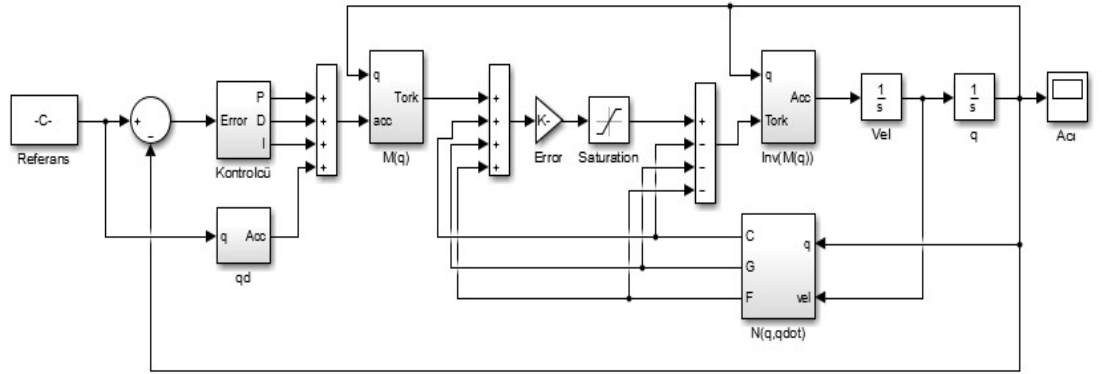 -C-
Referans
+
−
Error
P
D
I
Kontrolcü
q
Acc
qd
+
+
+
+
q
acc
Tork
M(q)
+
+
+
+
K-
Error
Saturation
+
−
−
−
q
Tork
Acc
Inv(M(q))
1
s
Vel
1
s
q
Acı
C
G
F
q
vel
N(q,qdot)